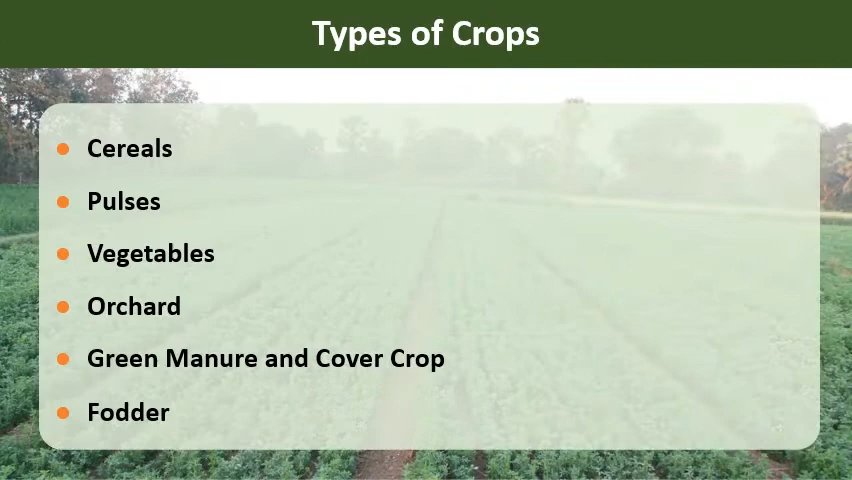 Types of Crops
Cereals
Pulses
Vegetables
Orchard
Green Manure and Cover Crop
Fodder